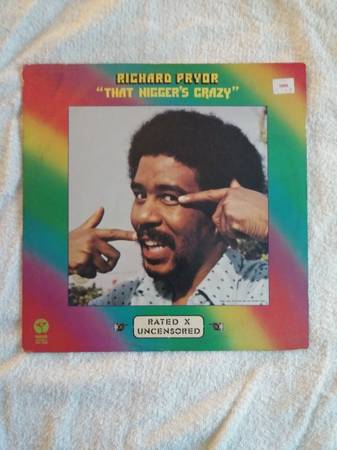 RICHARD PRYOR
"THAT NIGGER'S CRAZY"
RATED X
UNCENSORED